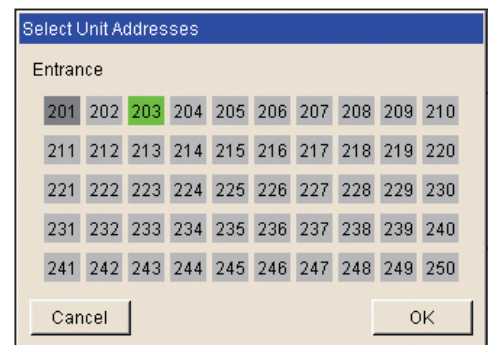 Select Unit Addresses
Entrance
201 202 203 204 205 206 207 208 209 210
211 212 213 214 215 216 217 218 219 220
221 222 223 224 225 226 227 228 229 230
231 232 233 234 235 236 237 238 239 240
241 242 243 244 245 246 247 248 249 250
Cancel OK